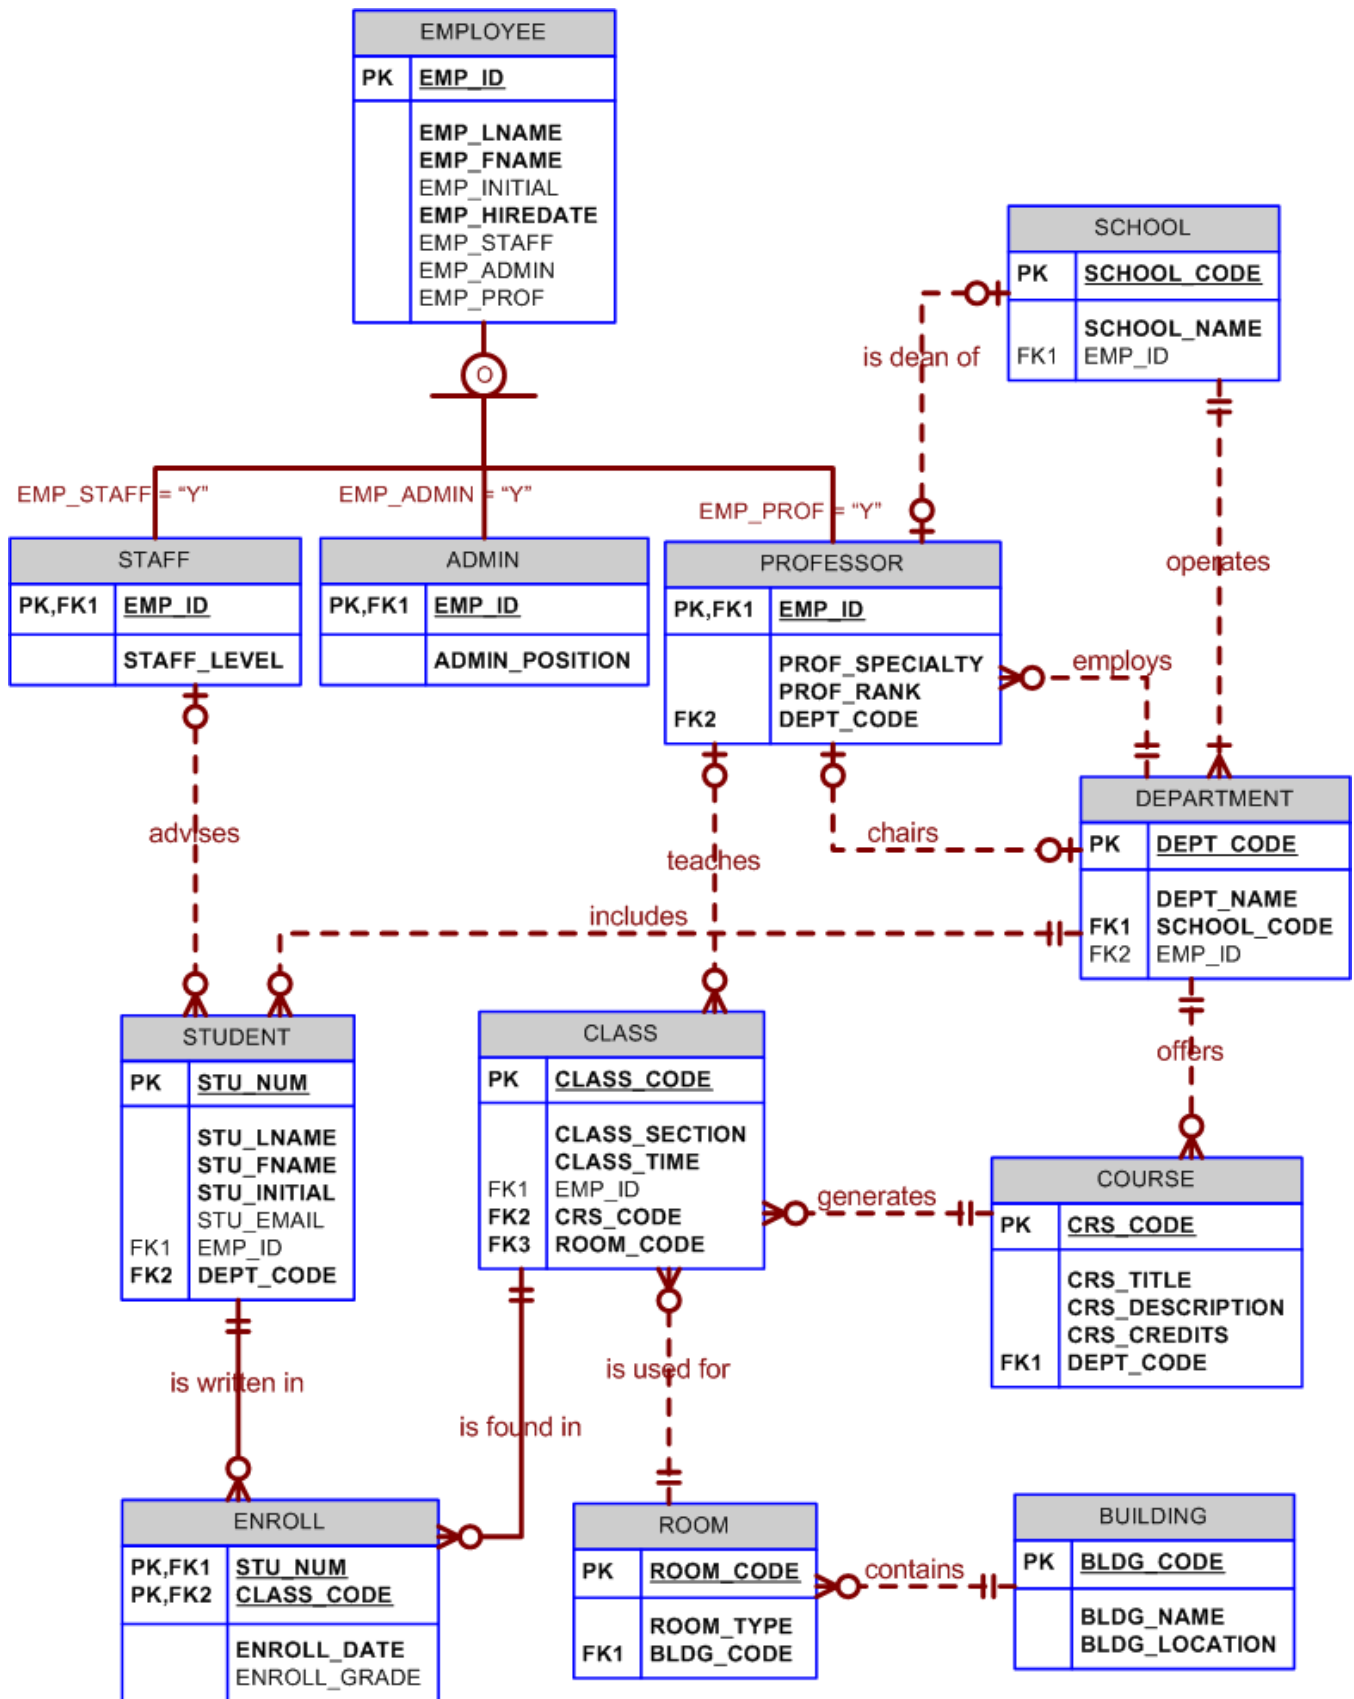 EMPLOYEE
PK EMP_ID
EMP_LNAME
EMP_FNAME
EMP_INITIAL
EMP_HIREDATE
EMP_STAFF
EMP_ADMIN
EMP_PROF
O
SCHOOL
PK SCHOOL_CODE
SCHOOL_NAME
FK1 EMP_ID
is dean of
EMP_STAFF = “Y”
EMP_ADMIN = “Y”
EMP_PROF = “Y”
operates
STAFF
PK,FK1 EMP_ID
STAFF_LEVEL
ADMIN
PK,FK1 EMP_ID
ADMIN_POSITION
PROFESSOR
PK,FK1 EMP_ID
PROF_SPECIALTY
PROF_RANK
FK2 DEPT_CODE
employs
advises
teaches
chairs
includes
DEPARTMENT
PK DEPT_CODE
DEPT_NAME
FK1 SCHOOL_CODE
FK2 EMP_ID
offers
STUDENT
PK STU_NUM
STU_LNAME
STU_FNAME
STU_INITIAL
STU_EMAIL
FK1 EMP_ID
FK2 DEPT_CODE
CLASS
PK CLASS_CODE
CLASS_SECTION
CLASS_TIME
FK1 EMP_ID
FK2 CRS_CODE
FK3 ROOM_CODE
generates
COURSE
PK CRS_CODE
CRS_TITLE
CRS_DESCRIPTION
CRS_CREDITS
FK1 DEPT_CODE
is written in
is found in
is used for
ENROLL
PK,FK1 STU_NUM
PK,FK2 CLASS_CODE
ENROLL_DATE
ENROLL_GRADE
ROOM
PK ROOM_CODE
ROOM_TYPE
FK1 BLDG_CODE
contains
BUILDING
PK BLDG_CODE
BLDG_NAME
BLDG_LOCATION